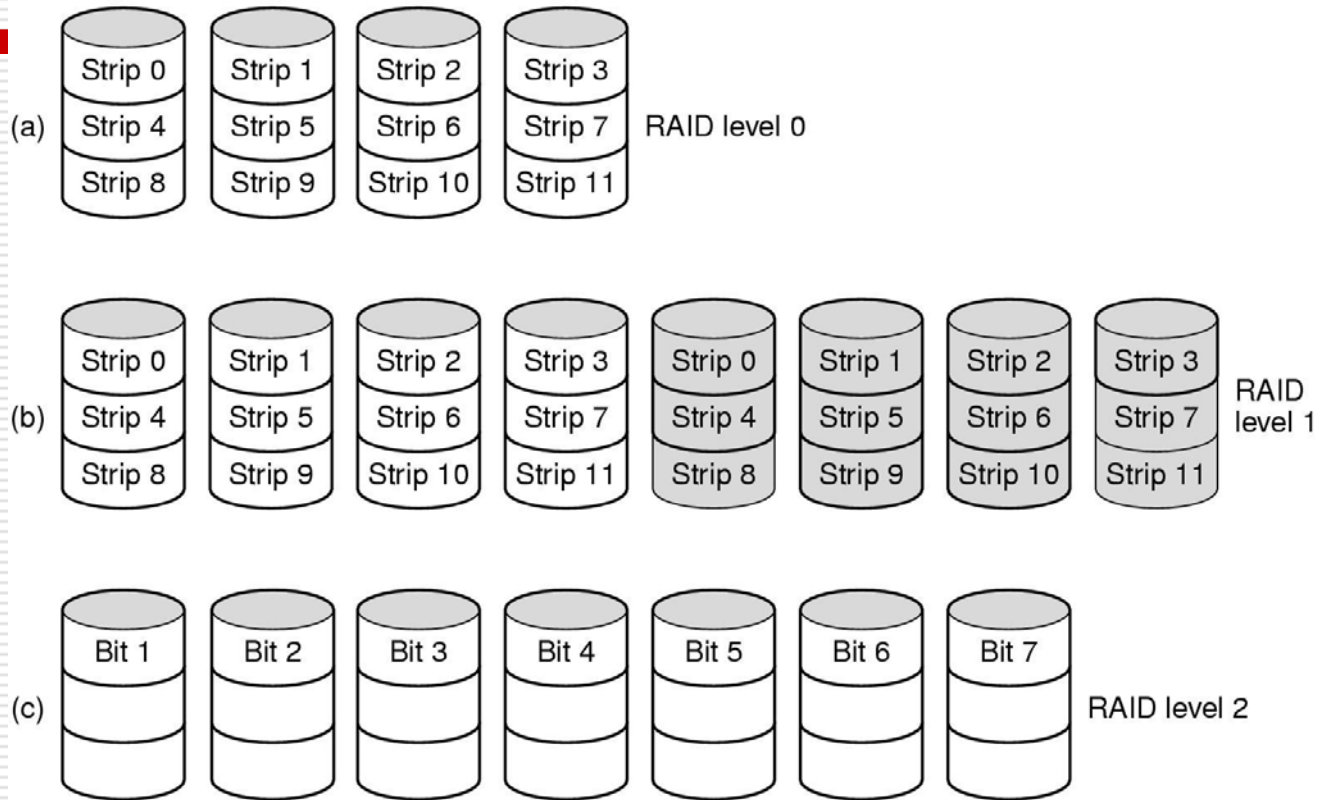 Strip 0 Strip 1 Strip 2 Strip 3
(a) Strip 4 Strip 5 Strip 6 Strip 7 RAID level 0
Strip 8 Strip 9 Strip 10 Strip 11
Strip 0 Strip 1 Strip 2 Strip 3 Strip 0 Strip 1 Strip 2 Strip 3
RAID
(b) Strip 4 Strip 5 Strip 6 Strip 7 Strip 4 Strip 5 Strip 6 Strip 7 level 1
Strip 8 Strip 9 Strip 10 Strip 11 Strip 8 Strip 9 Strip 10 Strip 11
Bit 1 Bit 2 Bit 3 Bit 4 Bit 5 Bit 6 Bit 7
(c) RAID level 2